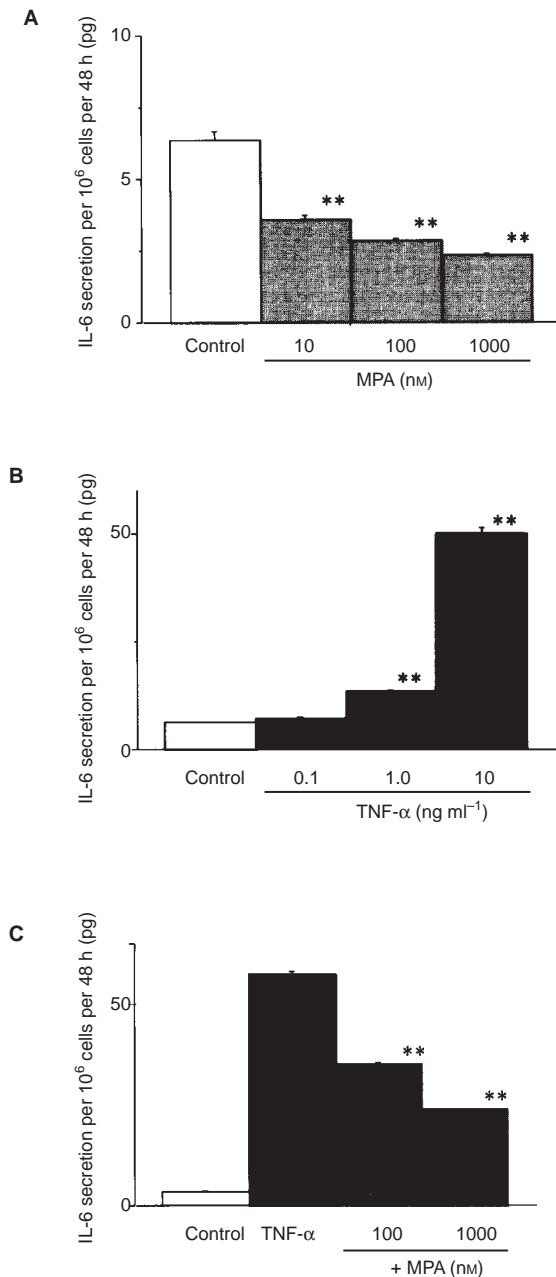 A
IL-6 secretion per 10⁶ cells per 48 h (pg)
10
5
0
**
**
**
Control
10
100
1000
MPA (nM)
B
IL-6 secretion per 10⁶ cells per 48 h (pg)
50
0
**
**
Control
0.1
1.0
10
TNF-α (ng ml⁻¹)
C
IL-6 secretion per 10⁶ cells per 48 h (pg)
50
0
**
**
Control
TNF-α
100
1000
+ MPA (nM)